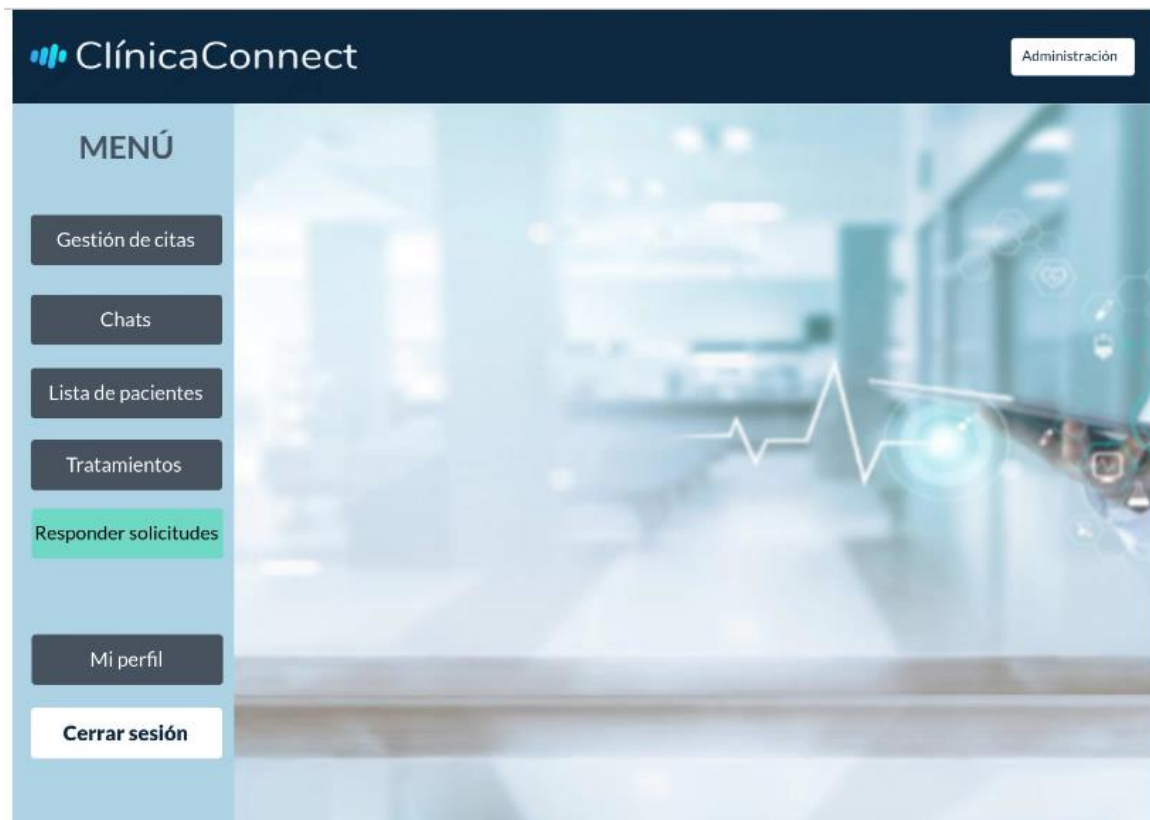 ClínicaConnect
Administración
MENÚ
Gestión de citas
Chats
Lista de pacientes
Tratamientos
Responder solicitudes
Mi perfil
Cerrar sesión